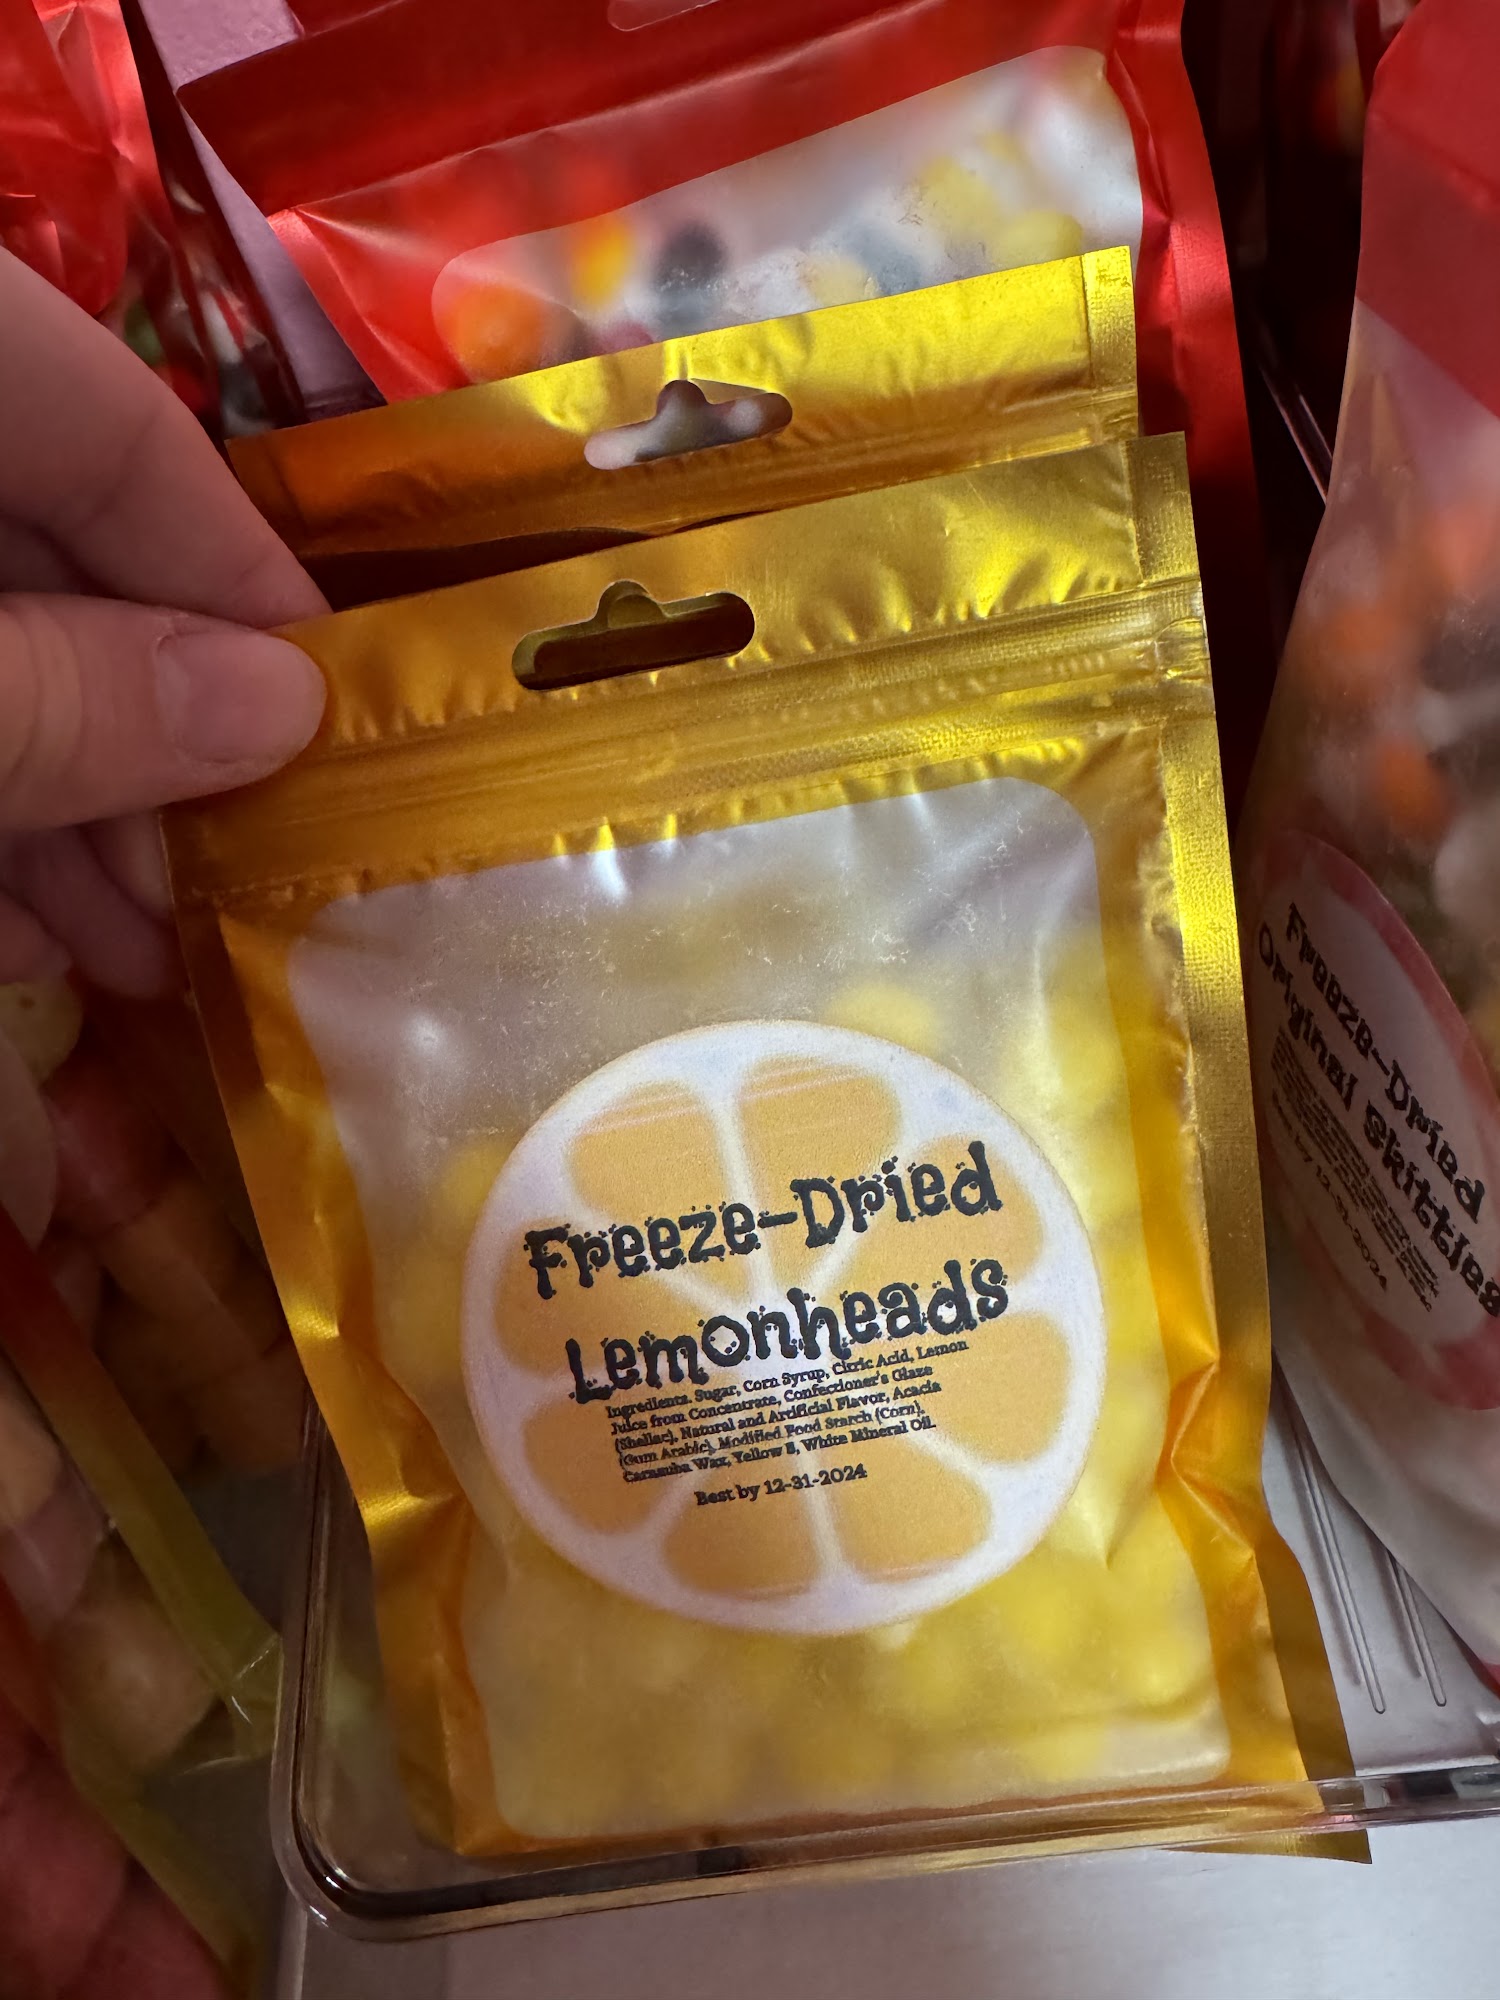 Freeze-Dried
Lemonheads
Ingredients. Sugar, Corn Syrup, Citric Acid, Lemon
Juice from Concentrate, Confectioner's Glaze
(Shellac), Natural and Artificial Flavor, Acacia
(Gum Arabic), Modified Food Starch (Corn),
Carnauba Wax, Yellow 5, White Mineral Oil.
Best by 12-31-2024
Freeze-Dried
Original Skittles